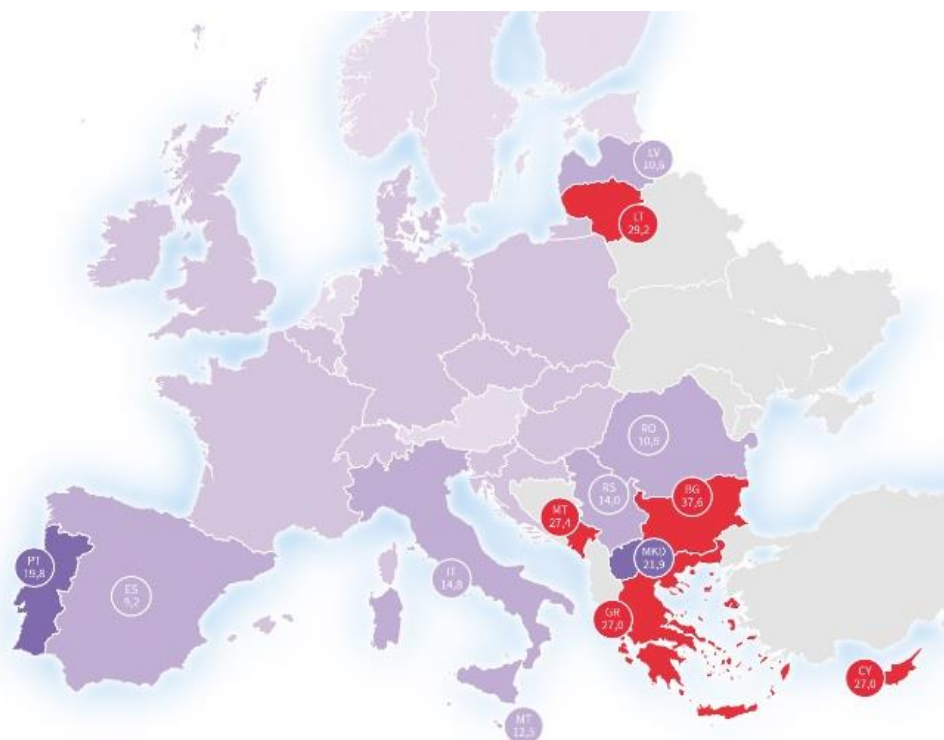 LV
10,6
LT
29,2
RO
10,6
BG
37,6
RS
14,0
MT
27,4
MKD
21,9
PT
19,8
ES
9,2
IT
14,8
GR
27,0
CY
27,0
MT
12,5